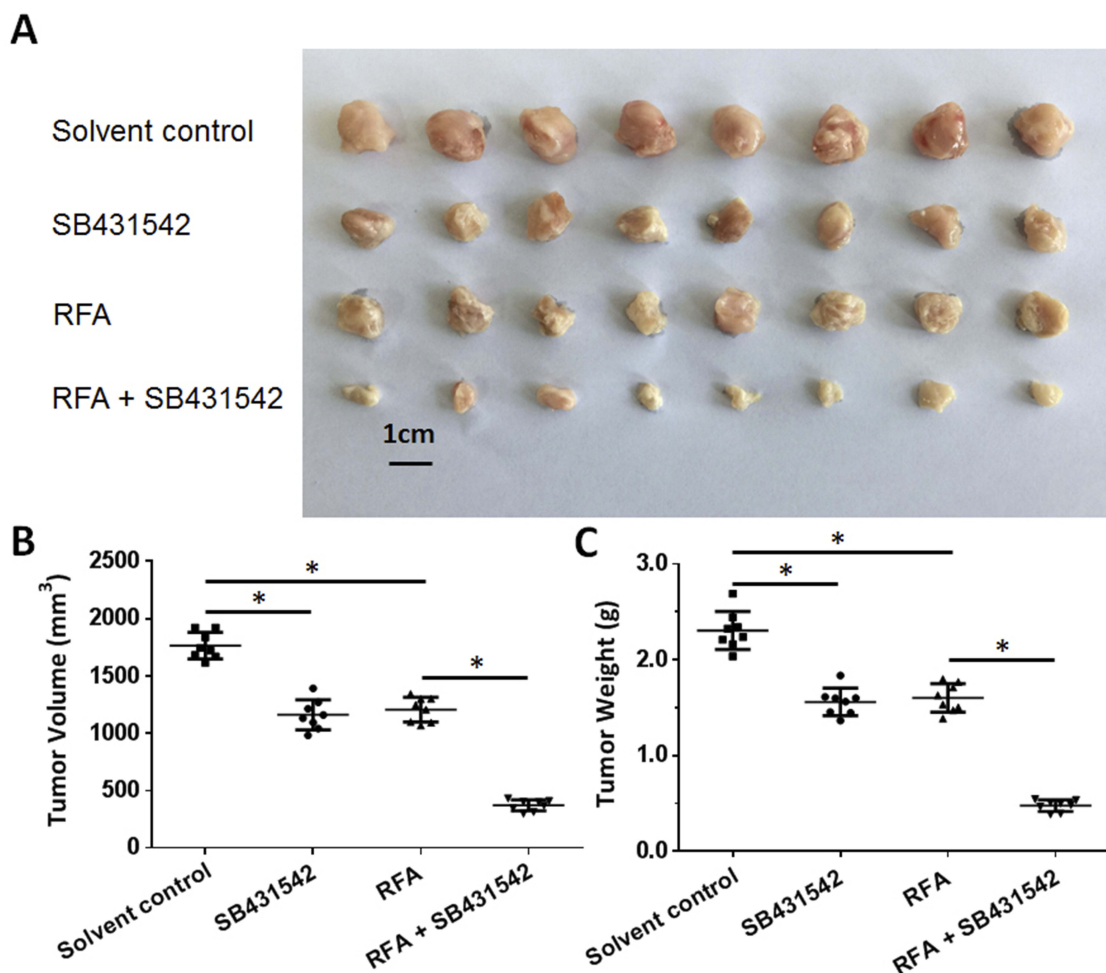 A
Solvent control
SB431542
RFA
RFA + SB431542
1cm
B
Tumor Volume (mm³)
2500
2000
1500
1000
500
0
*
*
*
Solvent control
SB431542
RFA
RFA + SB431542
C
Tumor Weight (g)
3.0
2.0
1.0
0.0
*
*
*
Solvent control
SB431542
RFA
RFA + SB431542